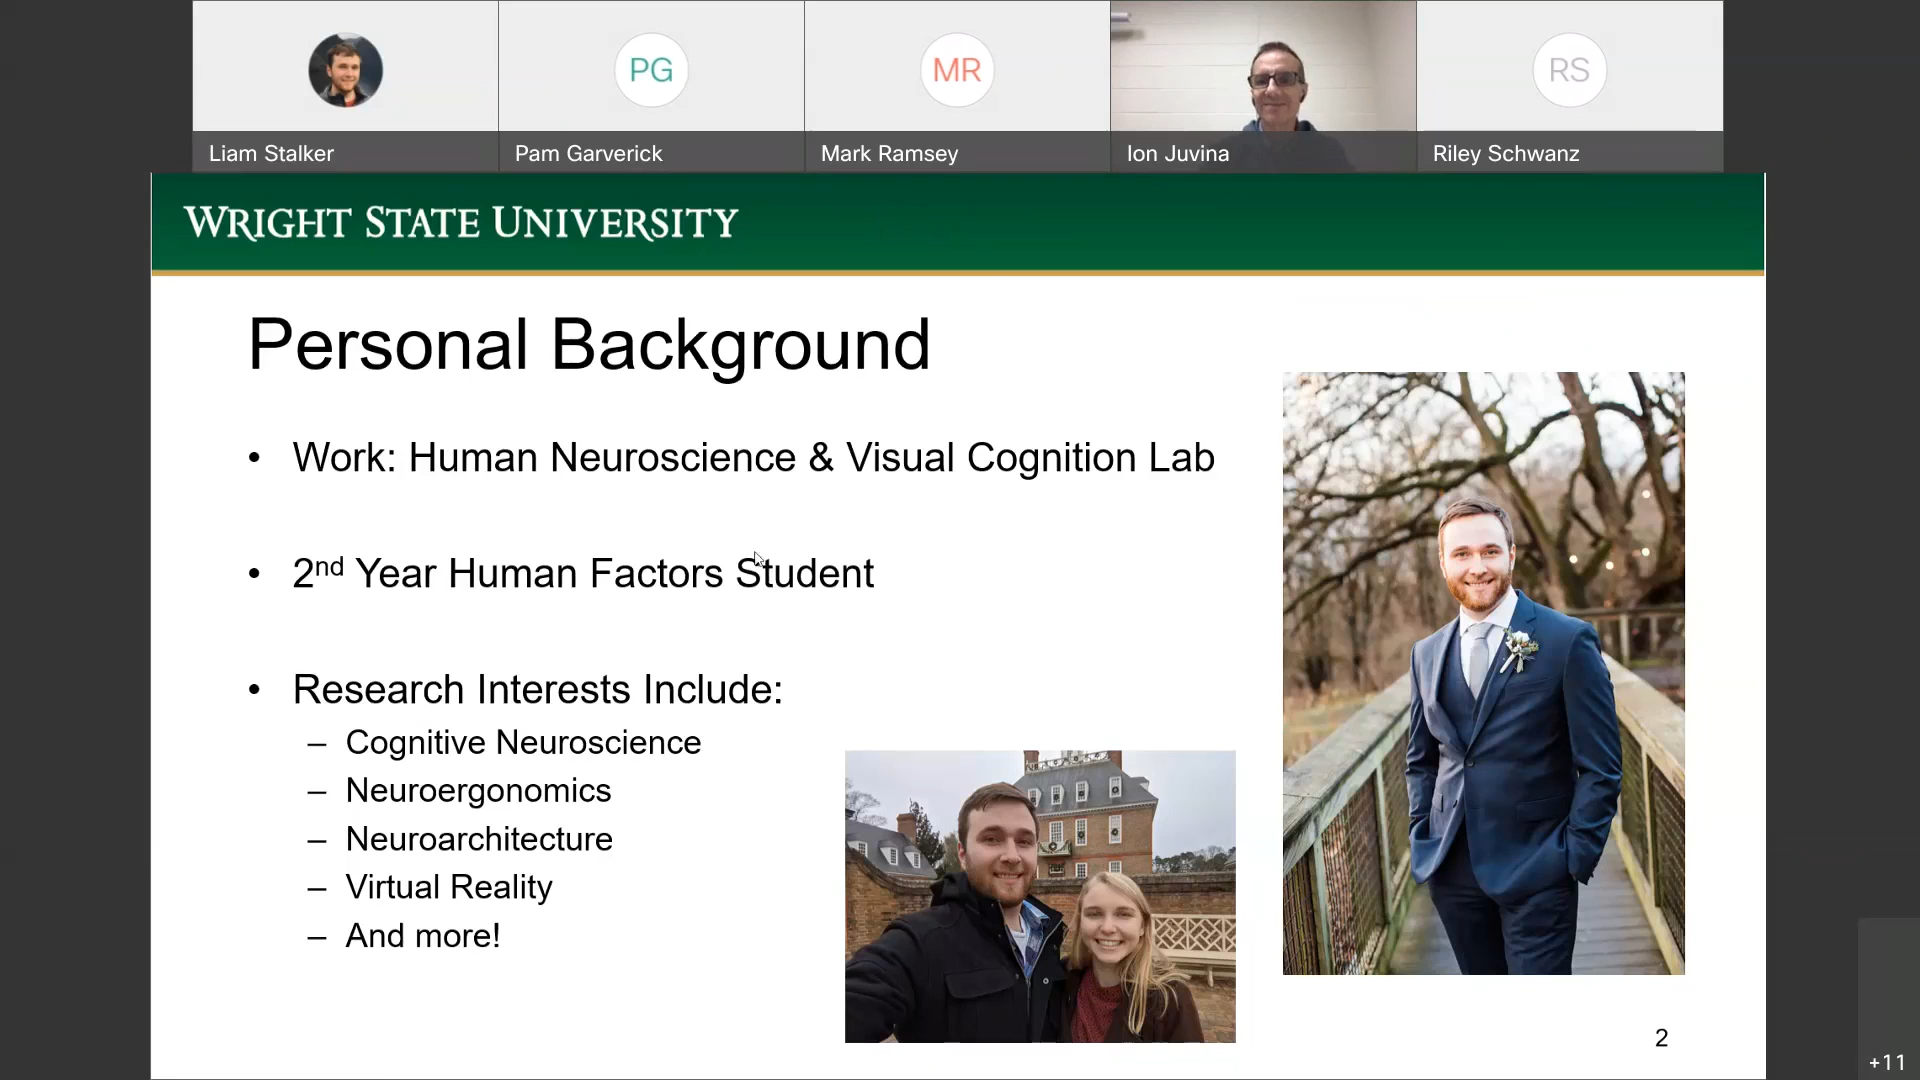 PG
MR
RS
Liam Stalker
Pam Garverick
Mark Ramsey
Ion Juvina
Riley Schwanz
WRIGHT STATE UNIVERSITY
Personal Background
• Work: Human Neuroscience & Visual Cognition Lab
• 2nd Year Human Factors Student
• Research Interests Include:
– Cognitive Neuroscience
– Neuroergonomics
– Neuroarchitecture
– Virtual Reality
– And more!
2
+11